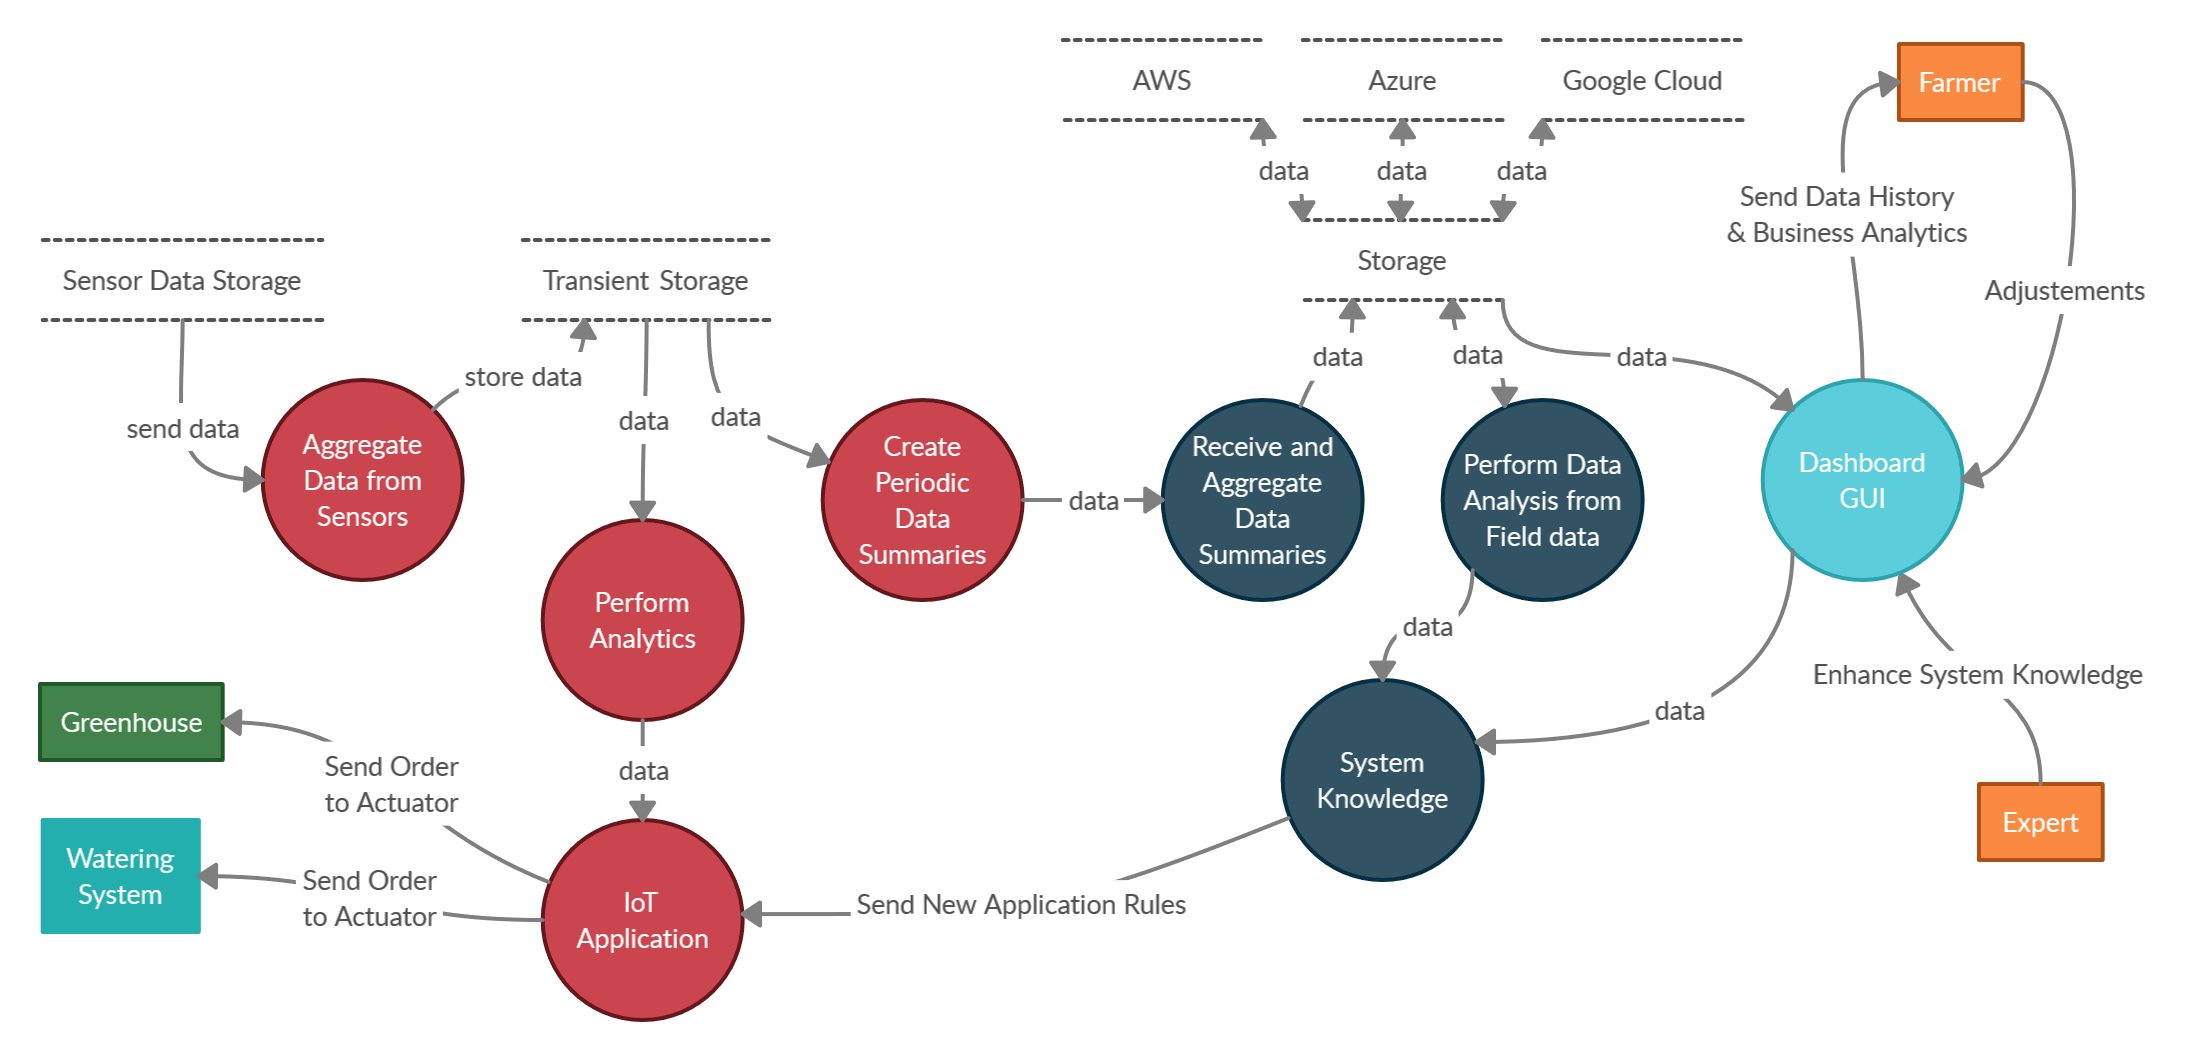 AWS
Azure
Google Cloud
Farmer
data
data
data
Send Data History
& Business Analytics
Sensor Data Storage
Transient Storage
Storage
Adjustements
send data
store data
data
data
data
data
data
Aggregate
Data from
Sensors
Create
Periodic
Data
Summaries
data
Receive and
Aggregate
Data
Summaries
Perform Data
Analysis from
Field data
Dashboard
GUI
Perform
Analytics
data
Enhance System Knowledge
data
Greenhouse
Send Order
to Actuator
data
System
Knowledge
Expert
Watering
System
Send Order
to Actuator
IoT
Application
Send New Application Rules